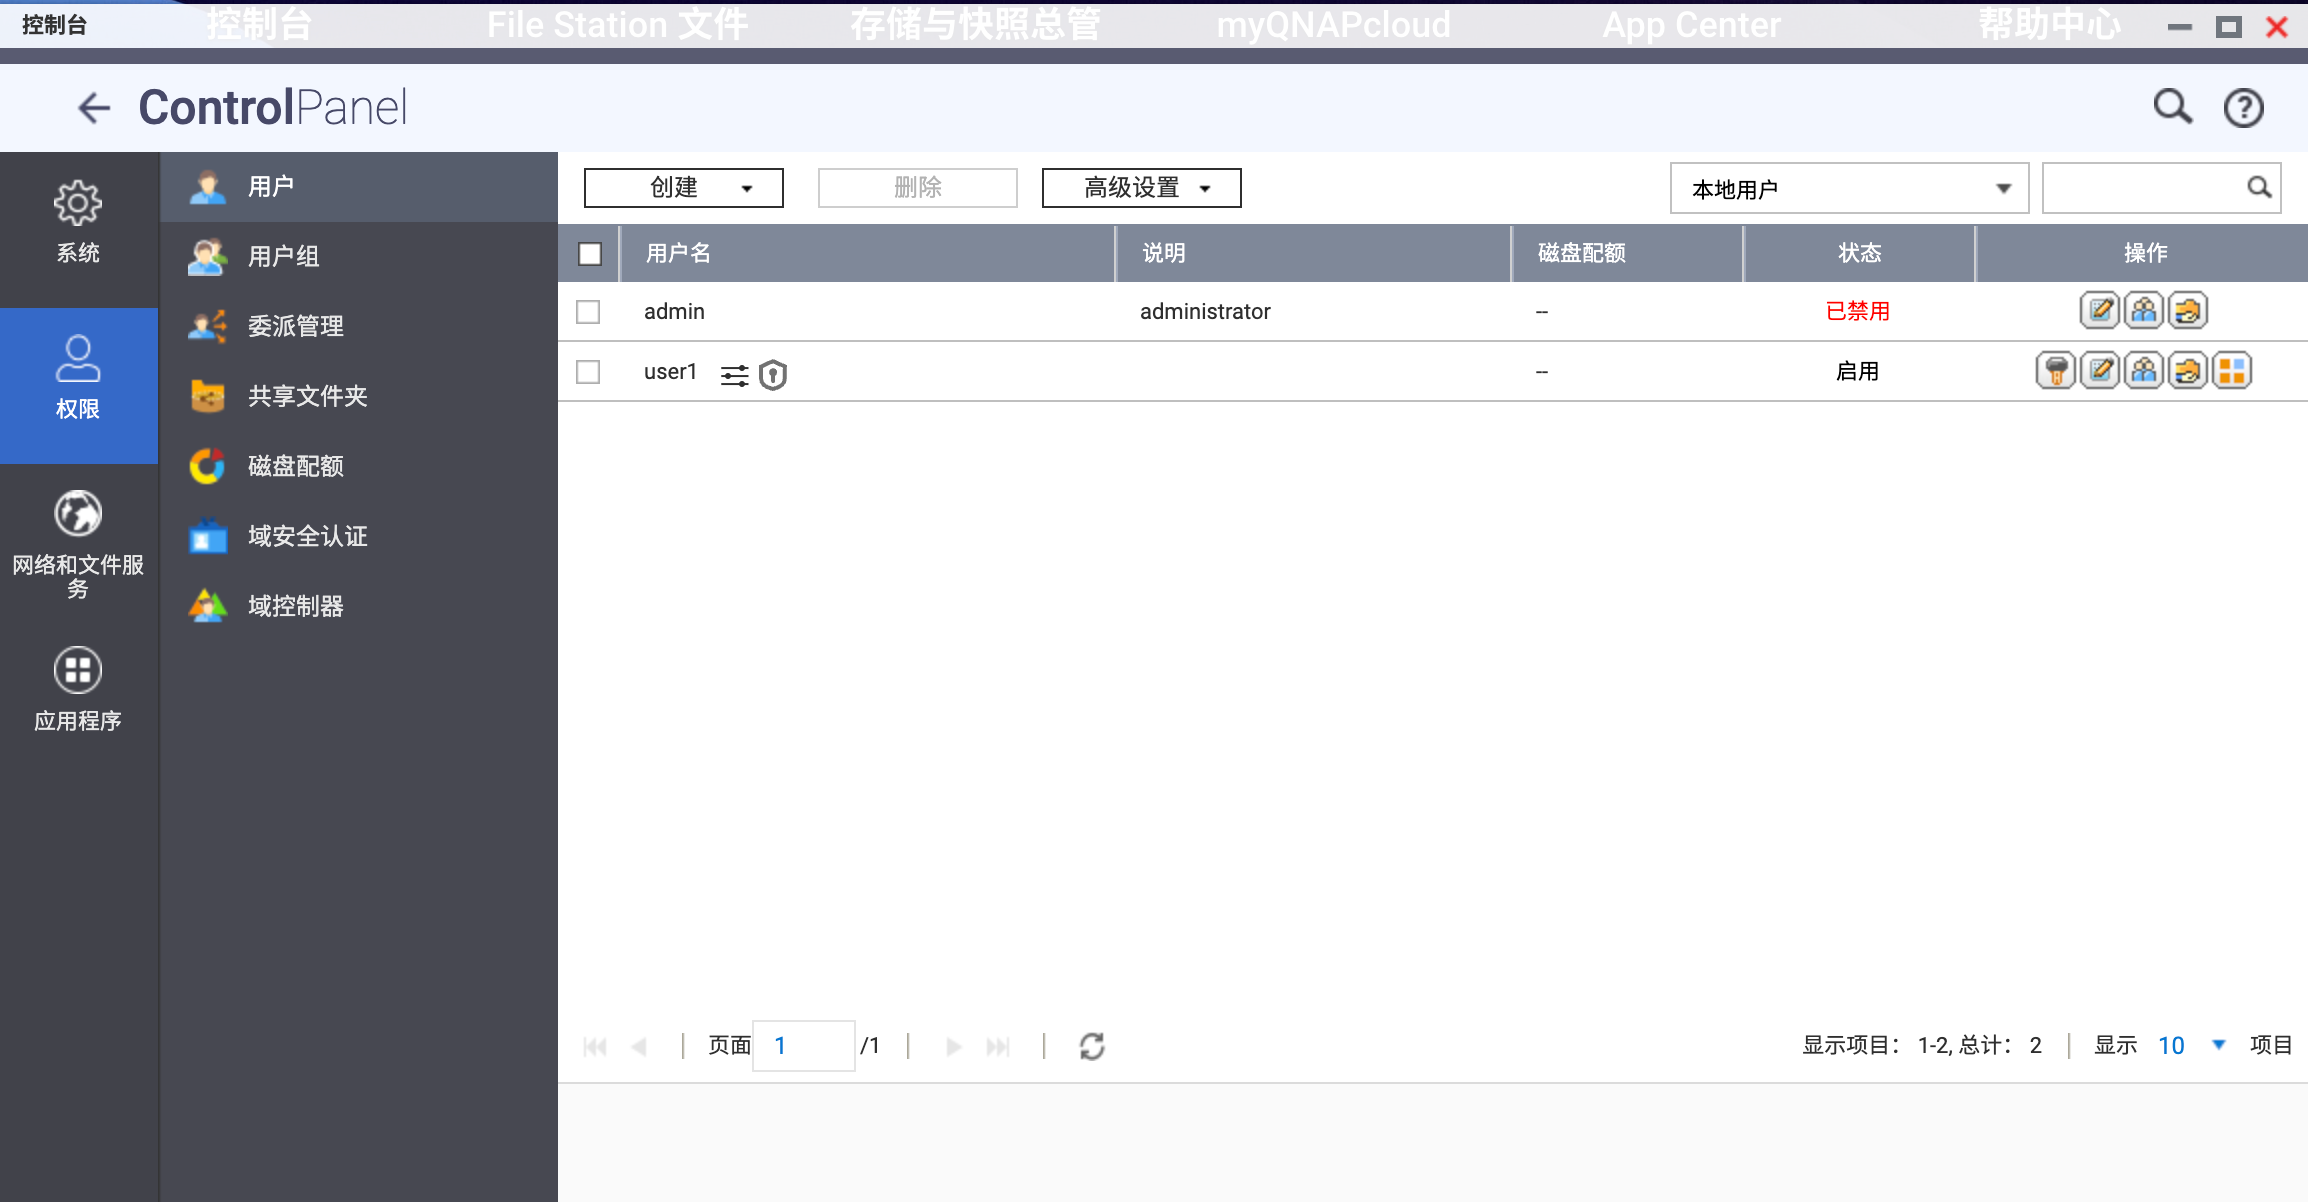 控制台
控制台 File Station 文件 存储与快照总管 myQNAPcloud App Center 帮助中心
ControlPanel
系统
权限
网络和文件服
务
应用程序
用户
用户组
委派管理
共享文件夹
磁盘配额
域安全认证
域控制器
创建 删除 高级设置 本地用户
用户名 说明 磁盘配额 状态 操作
admin administrator -- 已禁用
user1 -- 启用
页面 1 /1 显示项目: 1-2, 总计: 2 显示 10 项目